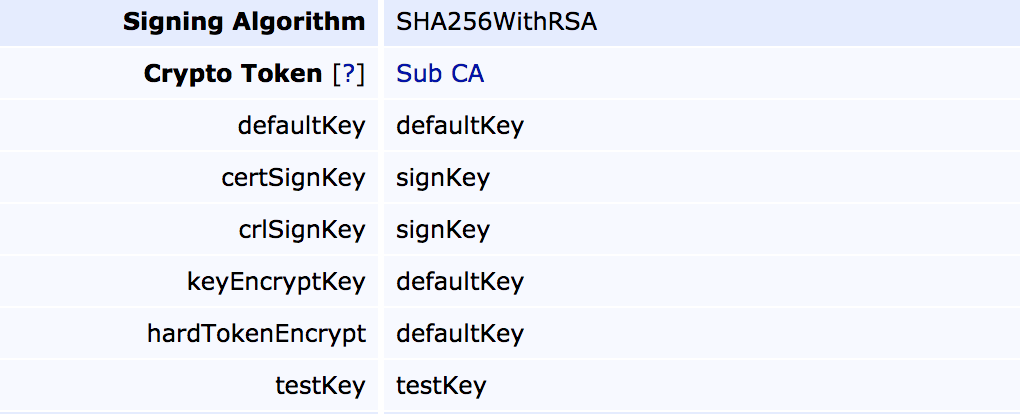 Signing Algorithm SHA256WithRSA
Crypto Token [?] Sub CA
defaultKey defaultKey
certSignKey signKey
crlSignKey signKey
keyEncryptKey defaultKey
hardTokenEncrypt defaultKey
testKey testKey